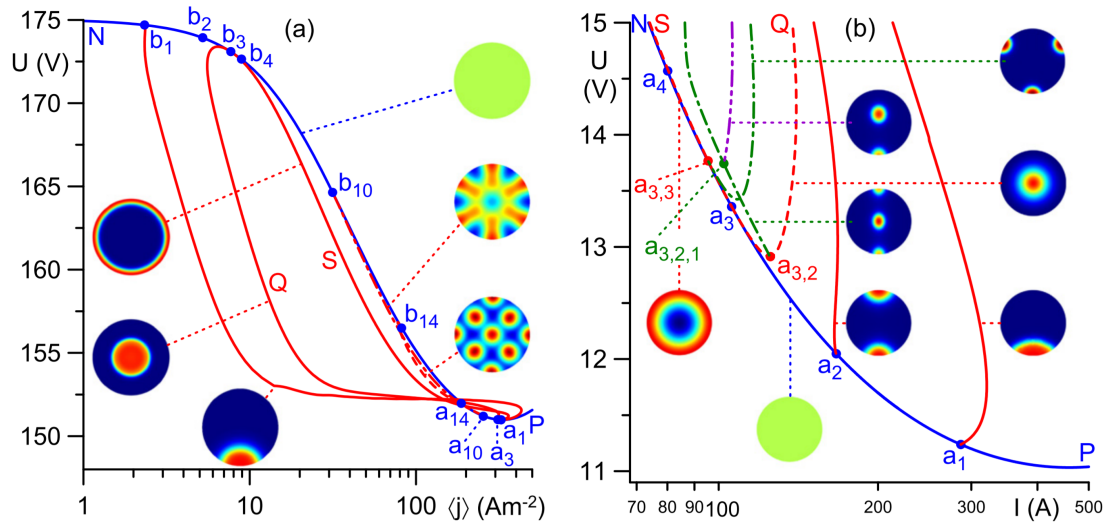 175
N
b1
b2
b3
b4
(a)
U (V)
170
165
b10
160
S
Q
b14
155
a14
a1
P
a10
a3
150
1
10
100
⟨j⟩ (Am-2)
15
N
S
Q
(b)
U
(V)
a4
14
a3,3
a3
a3,2,1
13
a3,2
12
a2
a1
P
11
70
80
90
100
200
300
400
I (A)
500